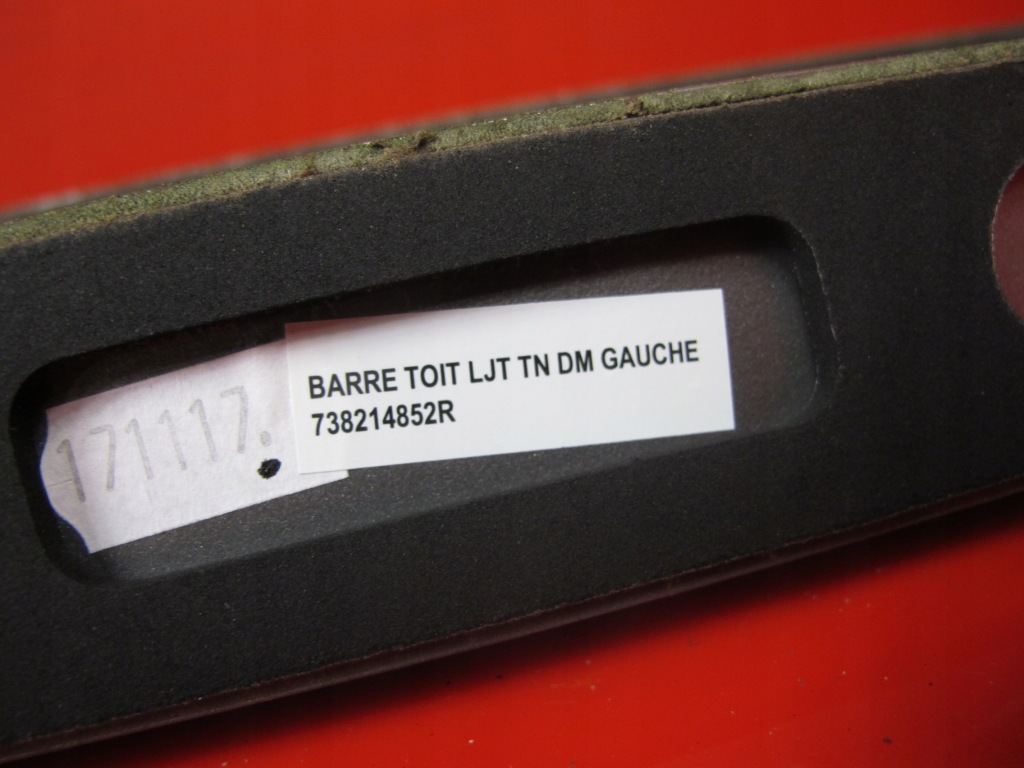 171117.
BARRE TOIT LJT TN DM GAUCHE
738214852R